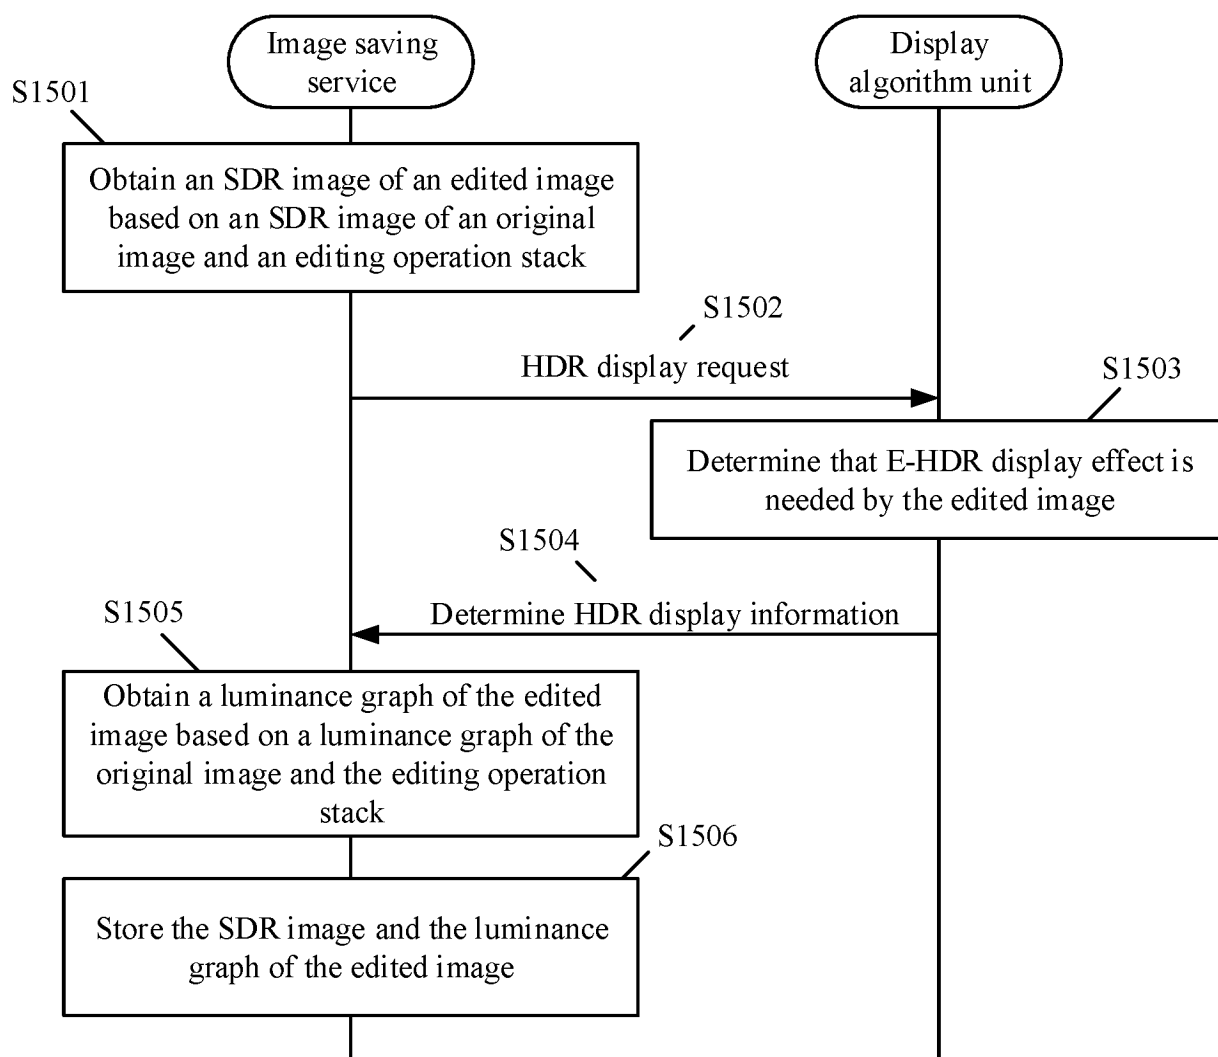 Image saving
service
Display
algorithm unit
S1501
Obtain an SDR image of an edited image
based on an SDR image of an original
image and an editing operation stack
S1502
HDR display request
S1503
Determine that E-HDR display effect is
needed by the edited image
S1504
Determine HDR display information
S1505
Obtain a luminance graph of the edited
image based on a luminance graph of the
original image and the editing operation
stack
S1506
Store the SDR image and the luminance
graph of the edited image